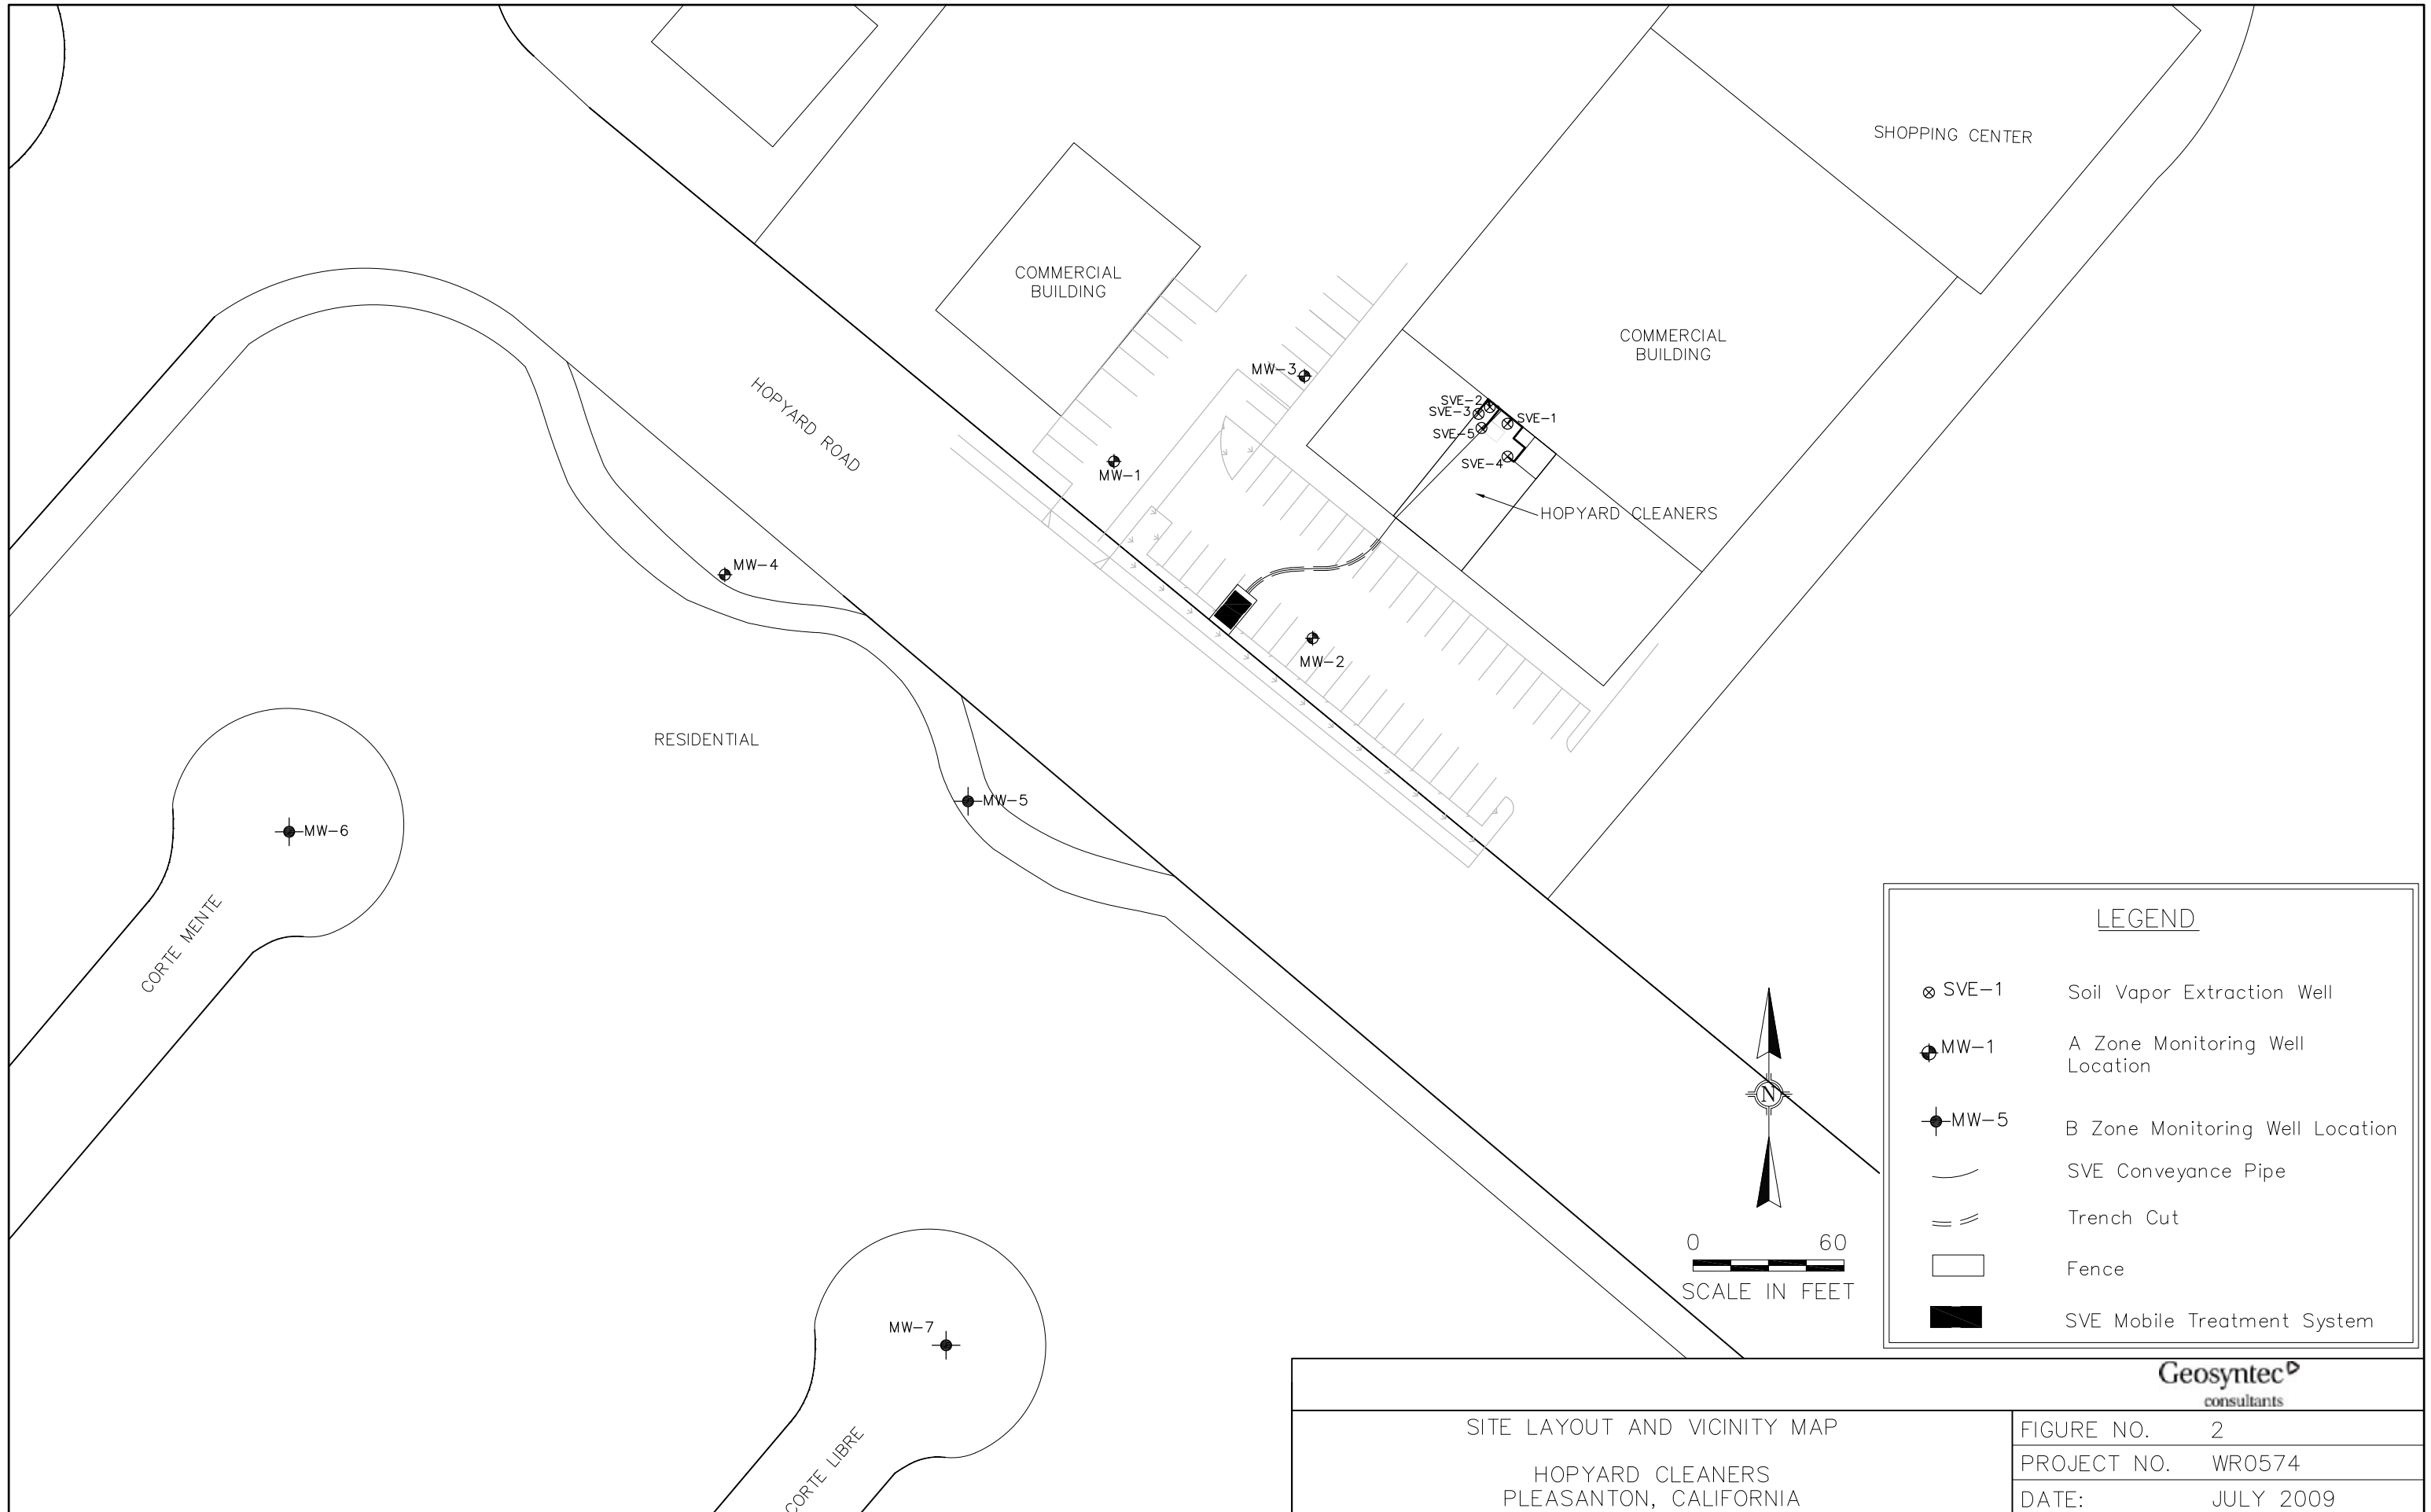 SHOPPING CENTER
COMMERCIAL
BUILDING
COMMERCIAL
BUILDING
HOPYARD ROAD
MW-3
SVE-2
SVE-3
SVE-1
SVE-5
SVE-4
MW-1
HOPYARD CLEANERS
MW-4
MW-2
RESIDENTIAL
MW-5
MW-6
CORTE MENTE
MW-7
CORTE LIBRE
N
0 60
SCALE IN FEET
LEGEND
SVE-1 Soil Vapor Extraction Well
MW-1 A Zone Monitoring Well
Location
MW-5 B Zone Monitoring Well Location
SVE Conveyance Pipe
Trench Cut
Fence
SVE Mobile Treatment System
Geosyntec
consultants
SITE LAYOUT AND VICINITY MAP
HOPYARD CLEANERS
PLEASANTON, CALIFORNIA
FIGURE NO. 2
PROJECT NO. WR0574
DATE: JULY 2009